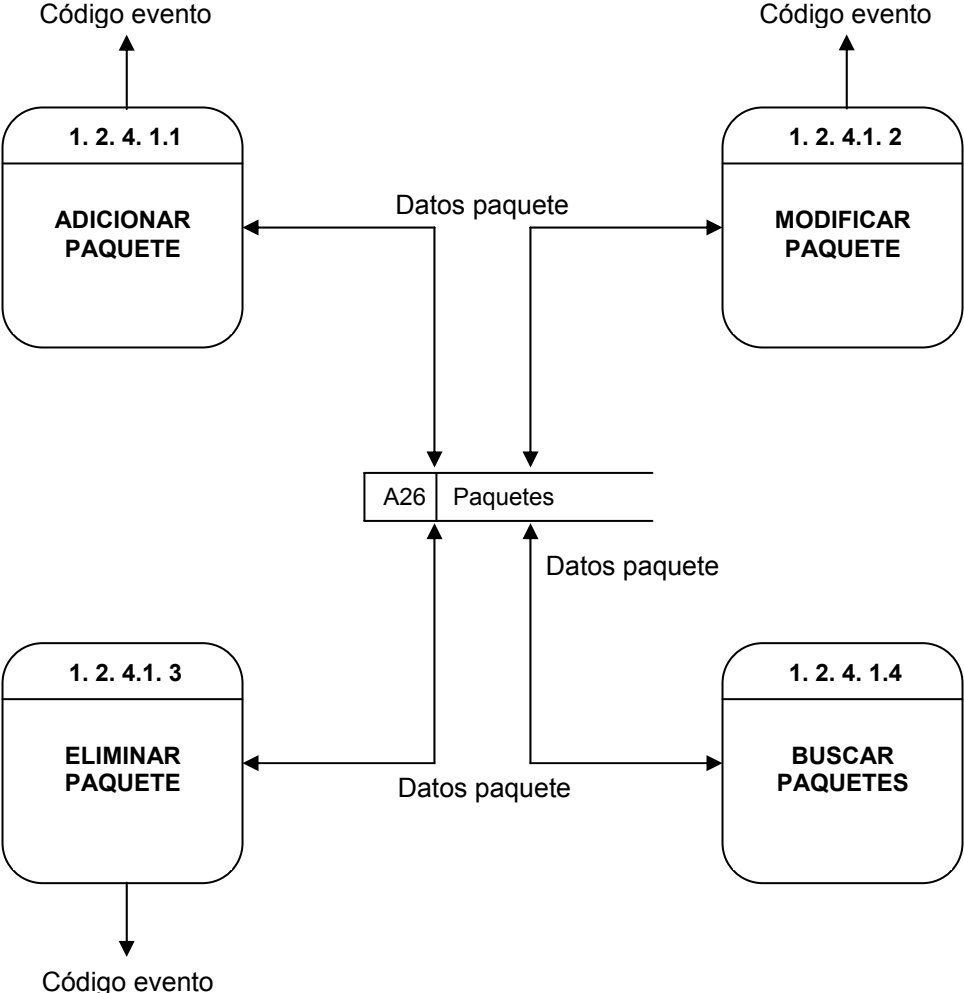 Código evento
Código evento
1. 2. 4. 1.1
1. 2. 4.1. 2
ADICIONAR
PAQUETE
Datos paquete
MODIFICAR
PAQUETE
A26 Paquetes
Datos paquete
1. 2. 4.1. 3
1. 2. 4. 1.4
ELIMINAR
PAQUETE
Datos paquete
BUSCAR
PAQUETES
Código evento